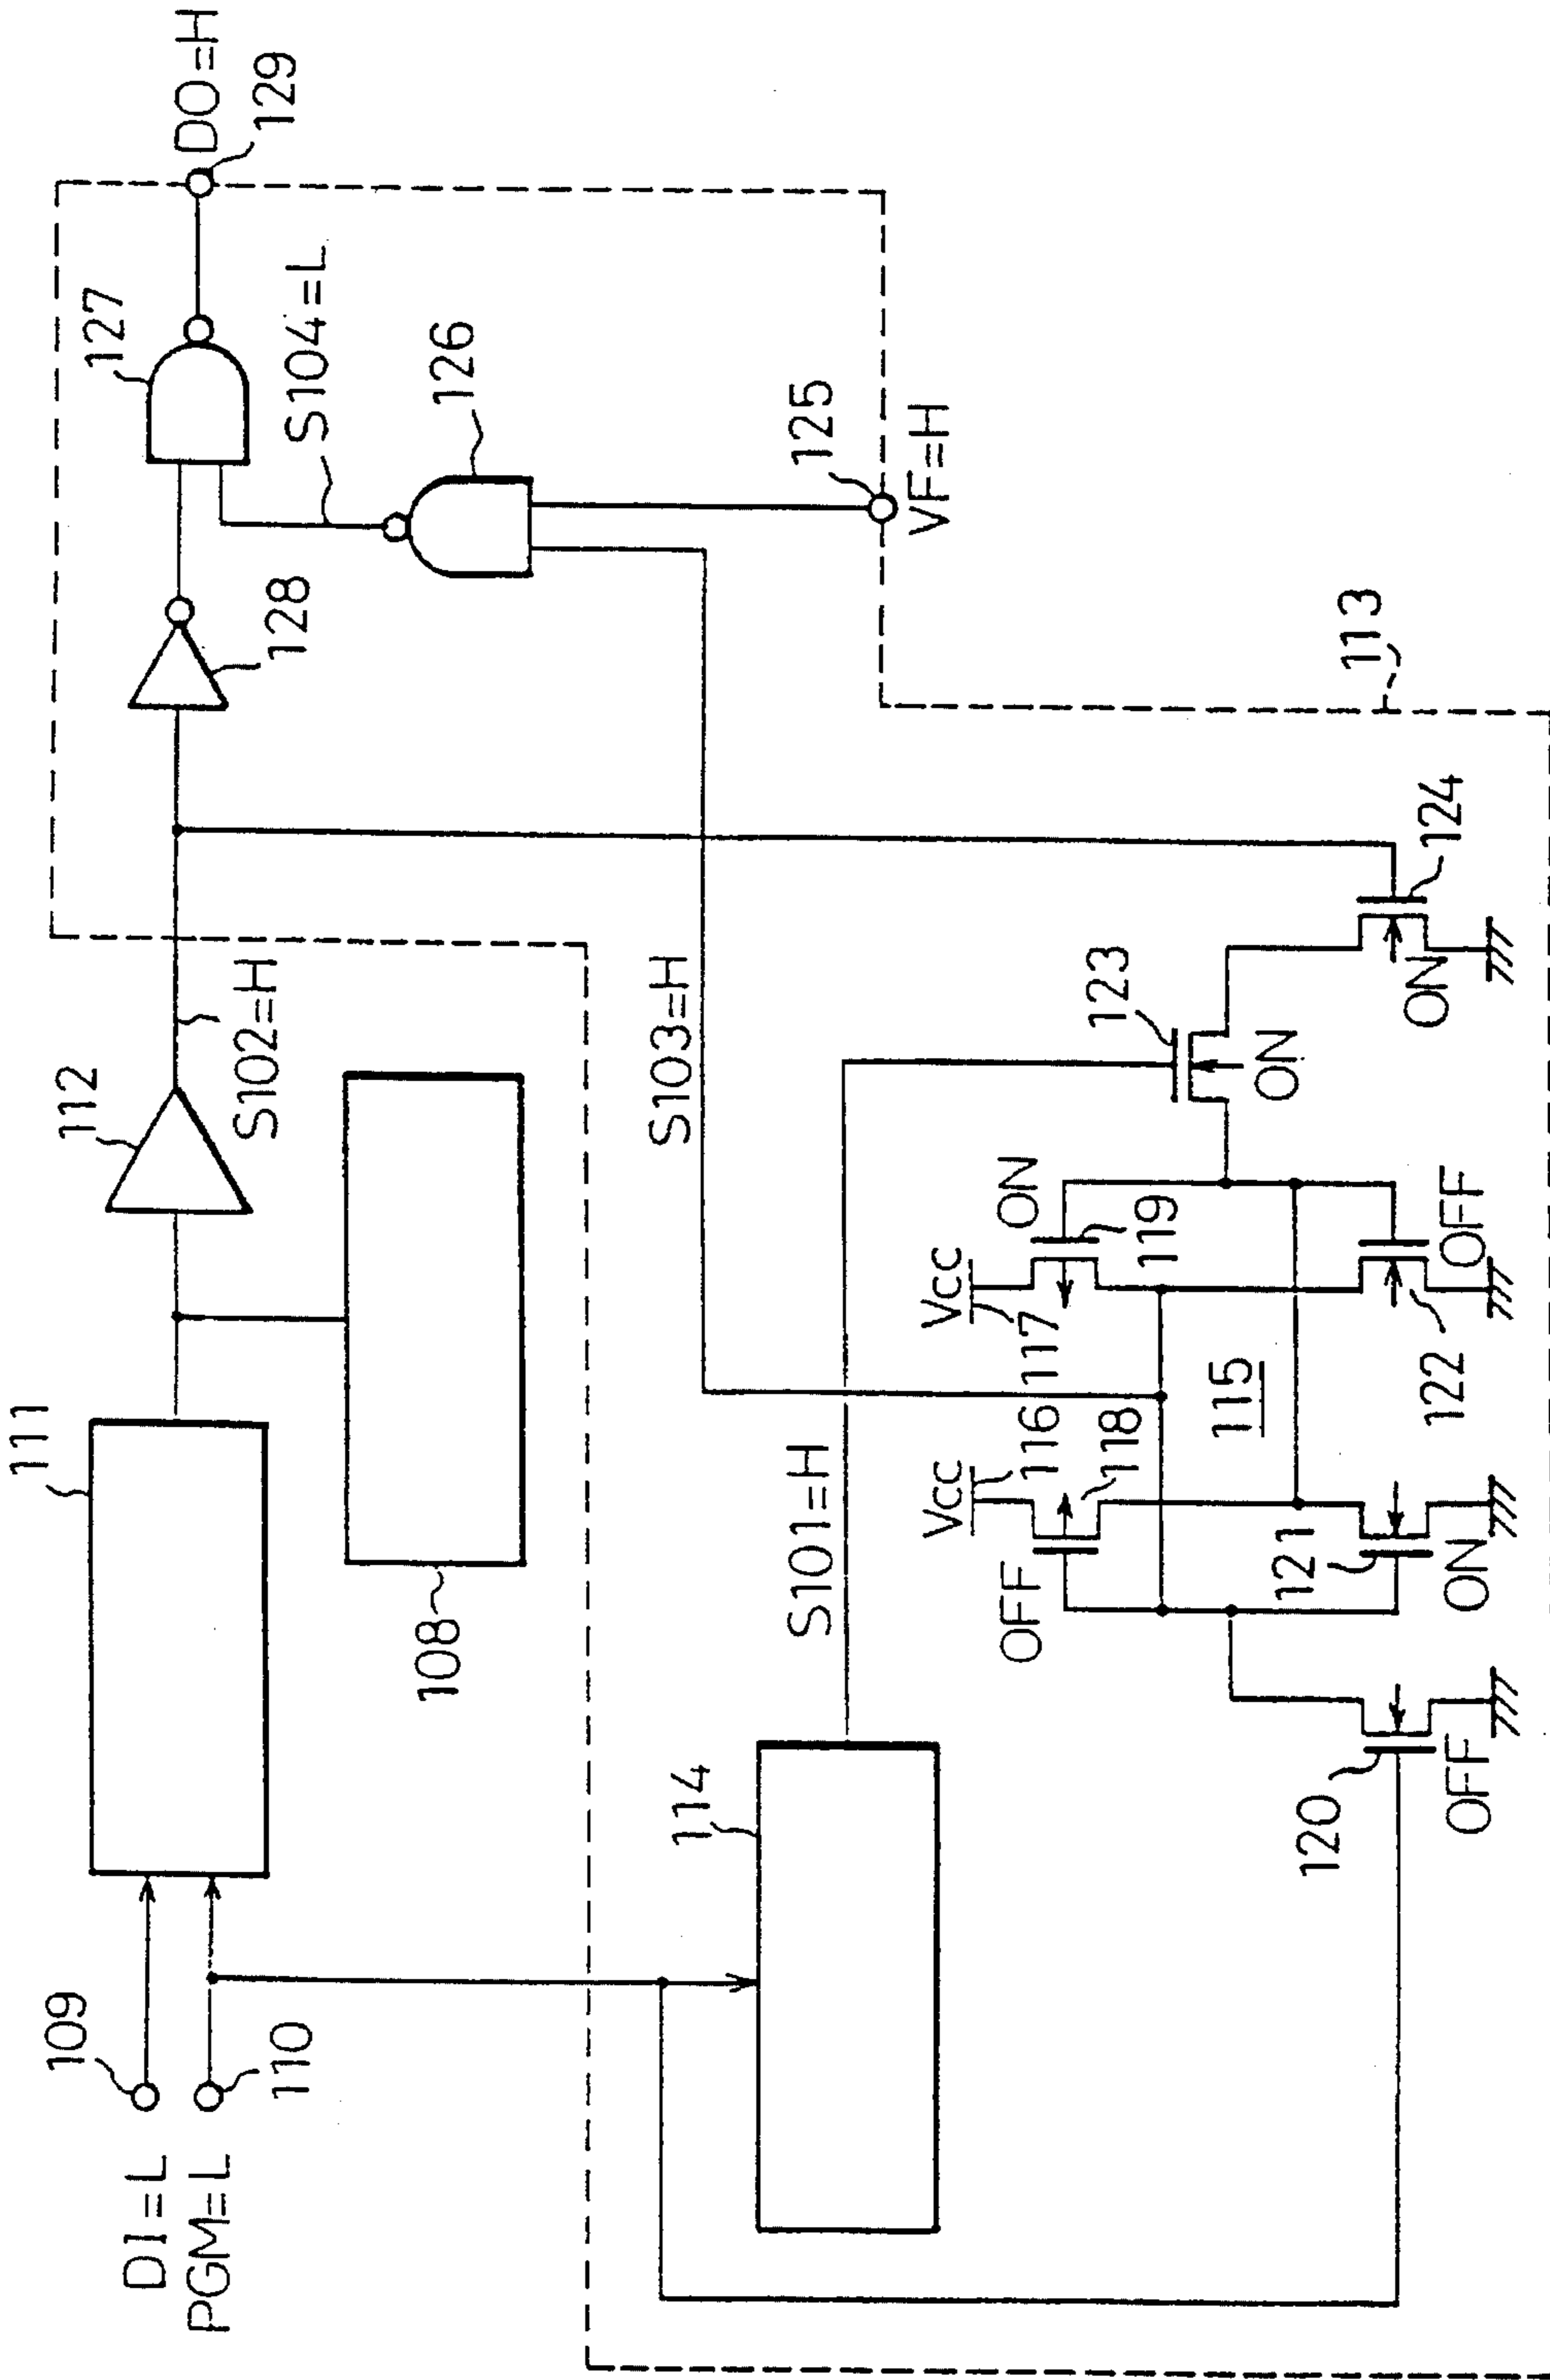 DI=L
PGM=L
109
110
111
108
112
S102=H
128
127
S104=L
126
DO=H
129
125
VF=H
113
114
S101=H
S103=H
Vcc
116
OFF
118
Vcc
117
ON
119
115
120
OFF
121
ON
122
OFF
123
ON
124
ON